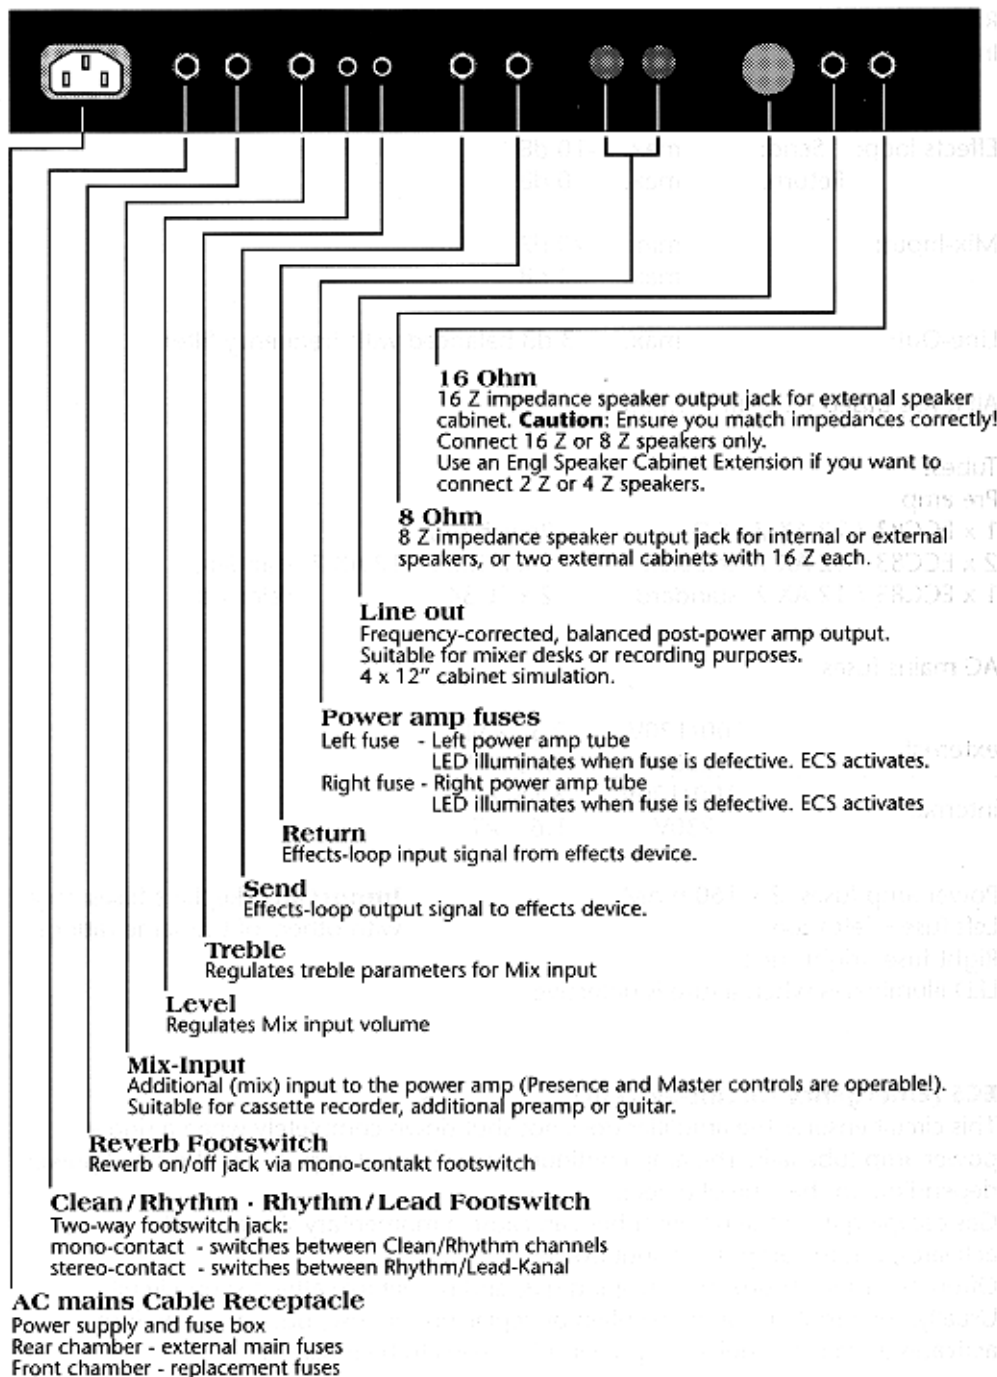 Effects loops Send:
Return:
Mix-Input:
Line-Out:
16 Ohm
16 Z impedance speaker output jack for external speaker
cabinet. Caution: Ensure you match impedances correctly!
Connect 16 Z or 8 Z speakers only.
Use an Engl Speaker Cabinet Extension if you want to
connect 2 Z or 4 Z speakers.
8 Ohm
8 Z impedance speaker output jack for internal or external
speakers, or two external cabinets with 16 Z each.
Line out
Frequency-corrected, balanced post-power amp output.
Suitable for mixer desks or recording purposes.
4 x 12" cabinet simulation.
Power amp fuses
Left fuse - Left power amp tube
LED illuminates when fuse is defective. ECS activates.
Right fuse - Right power amp tube
LED illuminates when fuse is defective. ECS activates
Return
Effects-loop input signal from effects device.
Send
Effects-loop output signal to effects device.
Treble
Regulates treble parameters for Mix input
Level
Regulates Mix input volume
Mix-Input
Additional (mix) input to the power amp (Presence and Master controls are operable!).
Suitable for cassette recorder, additional preamp or guitar.
Reverb Footswitch
Reverb on/off jack via mono-contakt footswitch
Clean/Rhythm · Rhythm/Lead Footswitch
Two-way footswitch jack:
mono-contact - switches between Clean/Rhythm channels
stereo-contact - switches between Rhythm/Lead-Kanal
AC mains Cable Receptacle
Power supply and fuse box
Rear chamber - external main fuses
Front chamber - replacement fuses